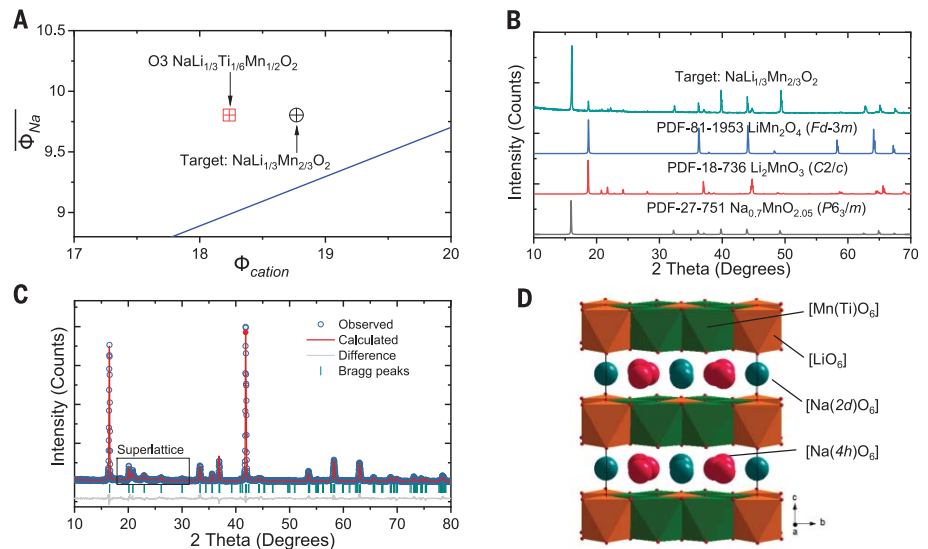 A
10.5
10
9.5
9
17
18
19
20
Φ_Na
Φ_cation
O3 NaLi1/3Ti1/6Mn1/2O2
Target: NaLi1/3Mn2/3O2
B
Intensity (Counts)
Target: NaLi1/3Mn2/3O2
PDF-81-1953 LiMn2O4 (Fd-3m)
PDF-18-736 Li2MnO3 (C2/c)
PDF-27-751 Na0.7MnO2.05 (P63/m)
10
20
30
40
50
60
70
2 Theta (Degrees)
C
Intensity (Counts)
Observed
Calculated
Difference
Bragg peaks
Superlattice
10
20
30
40
50
60
70
80
2 Theta (Degrees)
D
[Mn(Ti)O6]
[LiO6]
[Na(2d)O6]
[Na(4h)O6]
c
a
b